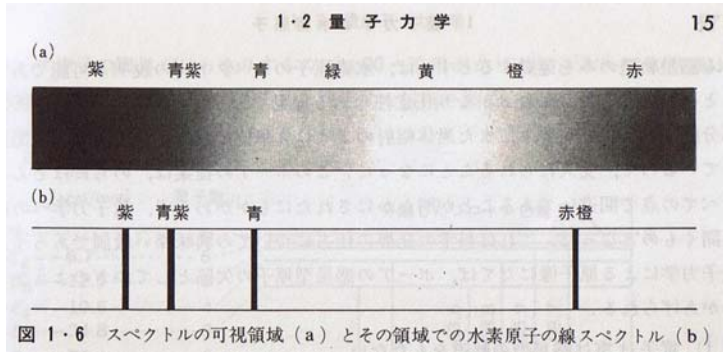 1・2 量子力学 15
(a)
紫 青紫 青 緑 黄 橙 赤
(b)
紫 青紫 青 赤橙
図 1・6 スペクトルの可視領域(a)とその領域での水素原子の線スペクトル(b)